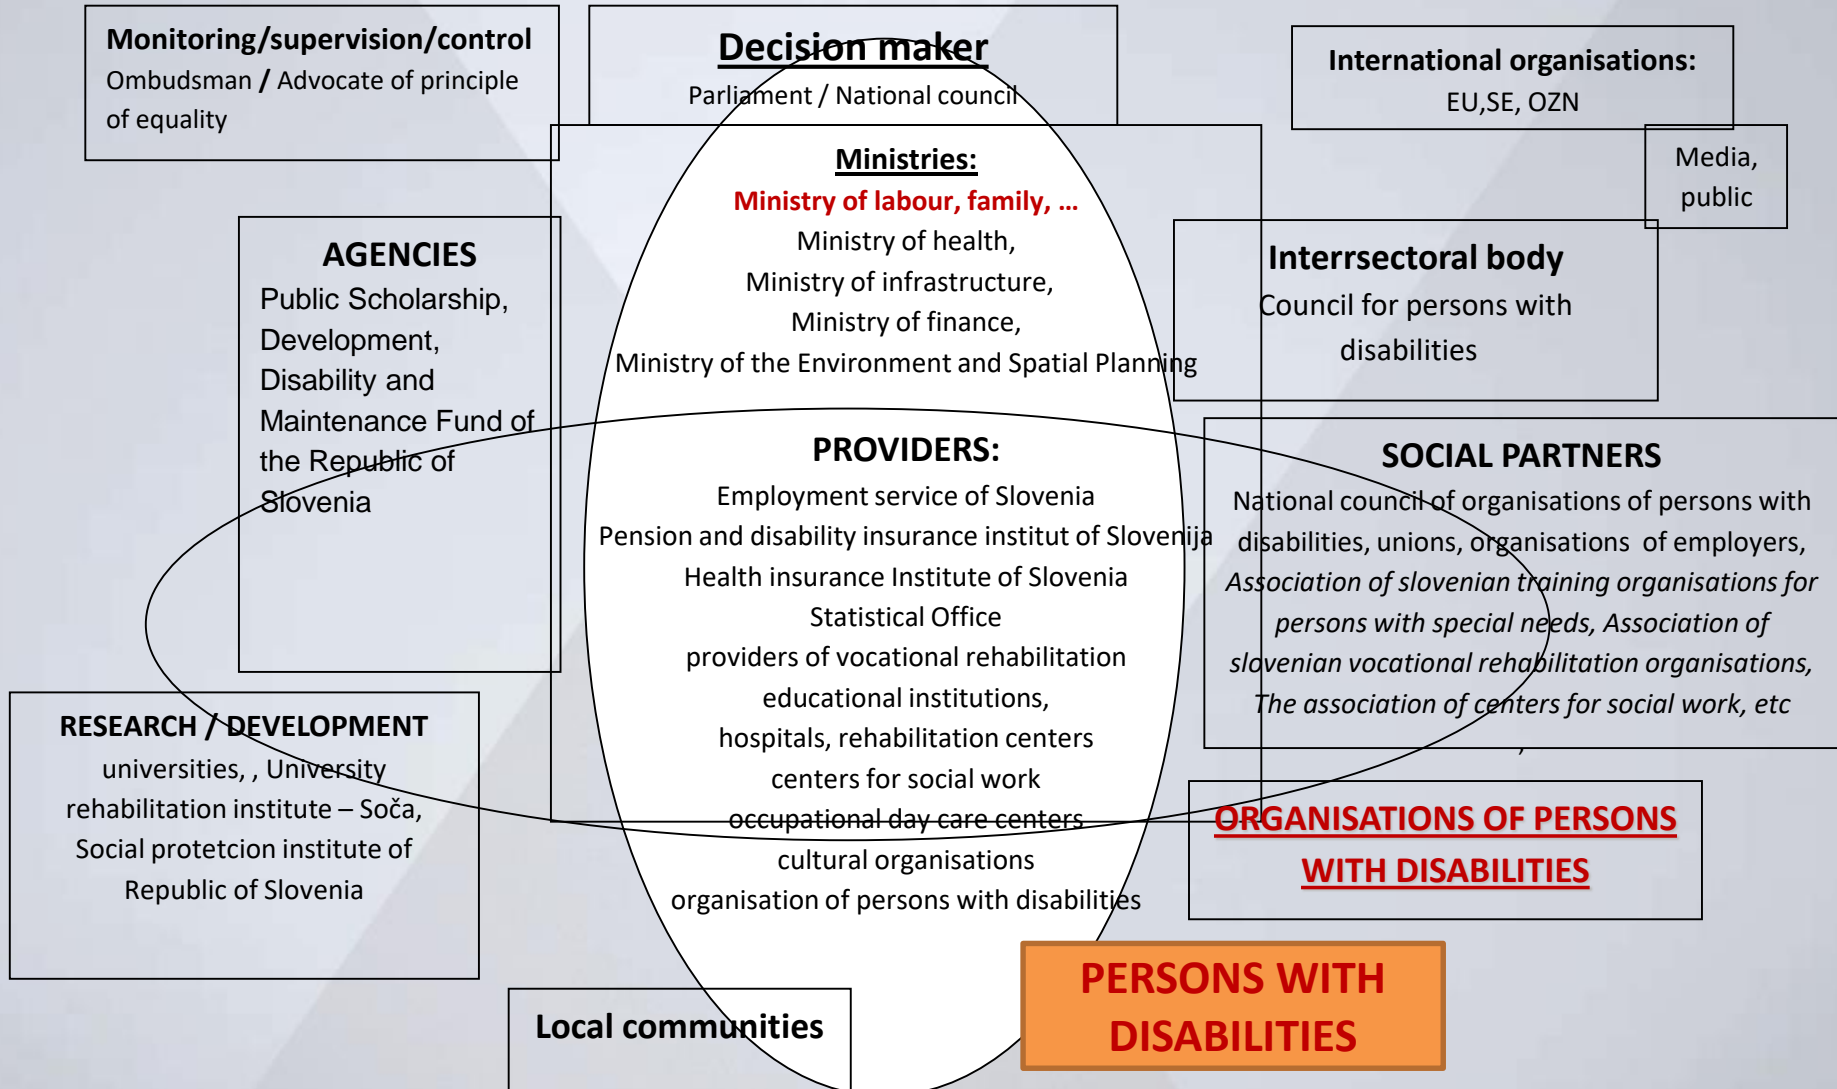 Monitoring/supervision/control
Ombudsman / Advocate of principle
of equality
Decision maker
Parliament / National council
International organisations:
EU,SE, OZN
Media,
public
Ministries:
Ministry of labour, family, ...
Ministry of health,
Ministry of infrastructure,
Ministry of finance,
Ministry of the Environment and Spatial Planning
AGENCIES
Public Scholarship,
Development,
Disability and
Maintenance Fund of
the Republic of
Slovenia
Interrsectoral body
Council for persons with
disabilities
PROVIDERS:
Employment service of Slovenia
Pension and disability insurance institut of Slovenija
Health insurance Institute of Slovenia
Statistical Office
providers of vocational rehabilitation
educational institutions,
hospitals, rehabilitation centers
centers for social work
occupational day care centers
cultural organisations
organisation of persons with disabilities
SOCIAL PARTNERS
National council of organisations of persons with
disabilities, unions, organisations of employers,
Association of slovenian training organisations for
persons with special needs, Association of
slovenian vocational rehabilitation organisations,
The association of centers for social work, etc
,
RESEARCH / DEVELOPMENT
universities, , University
rehabilitation institute – Soča,
Social protetcion institute of
Republic of Slovenia
ORGANISATIONS OF PERSONS
WITH DISABILITIES
PERSONS WITH
DISABILITIES
Local communities